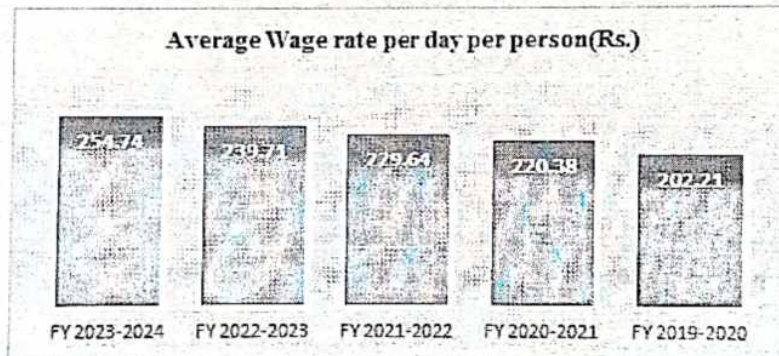 Average Wage rate per day per person(Rs.)
254.74 239.71 229.64 220.38 202.21
FY 2023-2024 FY 2022-2023 FY 2021-2022 FY 2020-2021 FY 2019-2020